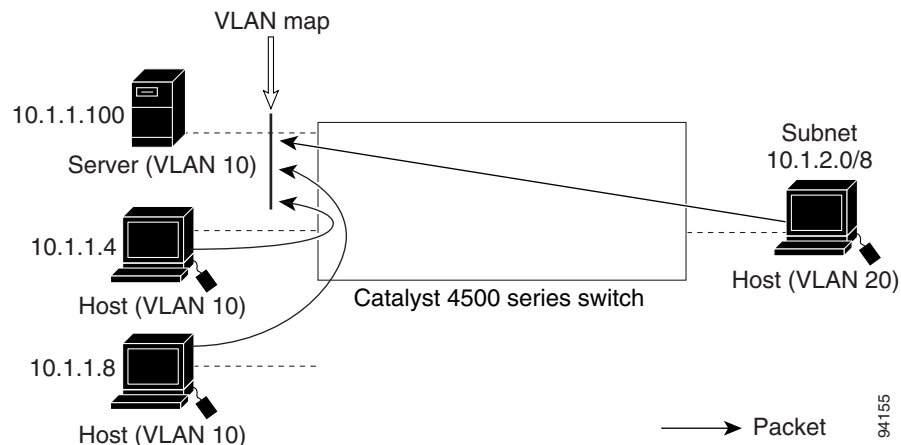 VLAN map
10.1.1.100
Server (VLAN 10)
Subnet
10.1.2.0/8
10.1.1.4
Host (VLAN 10)
Host (VLAN 20)
Catalyst 4500 series switch
10.1.1.8
Host (VLAN 10)
Packet
94155